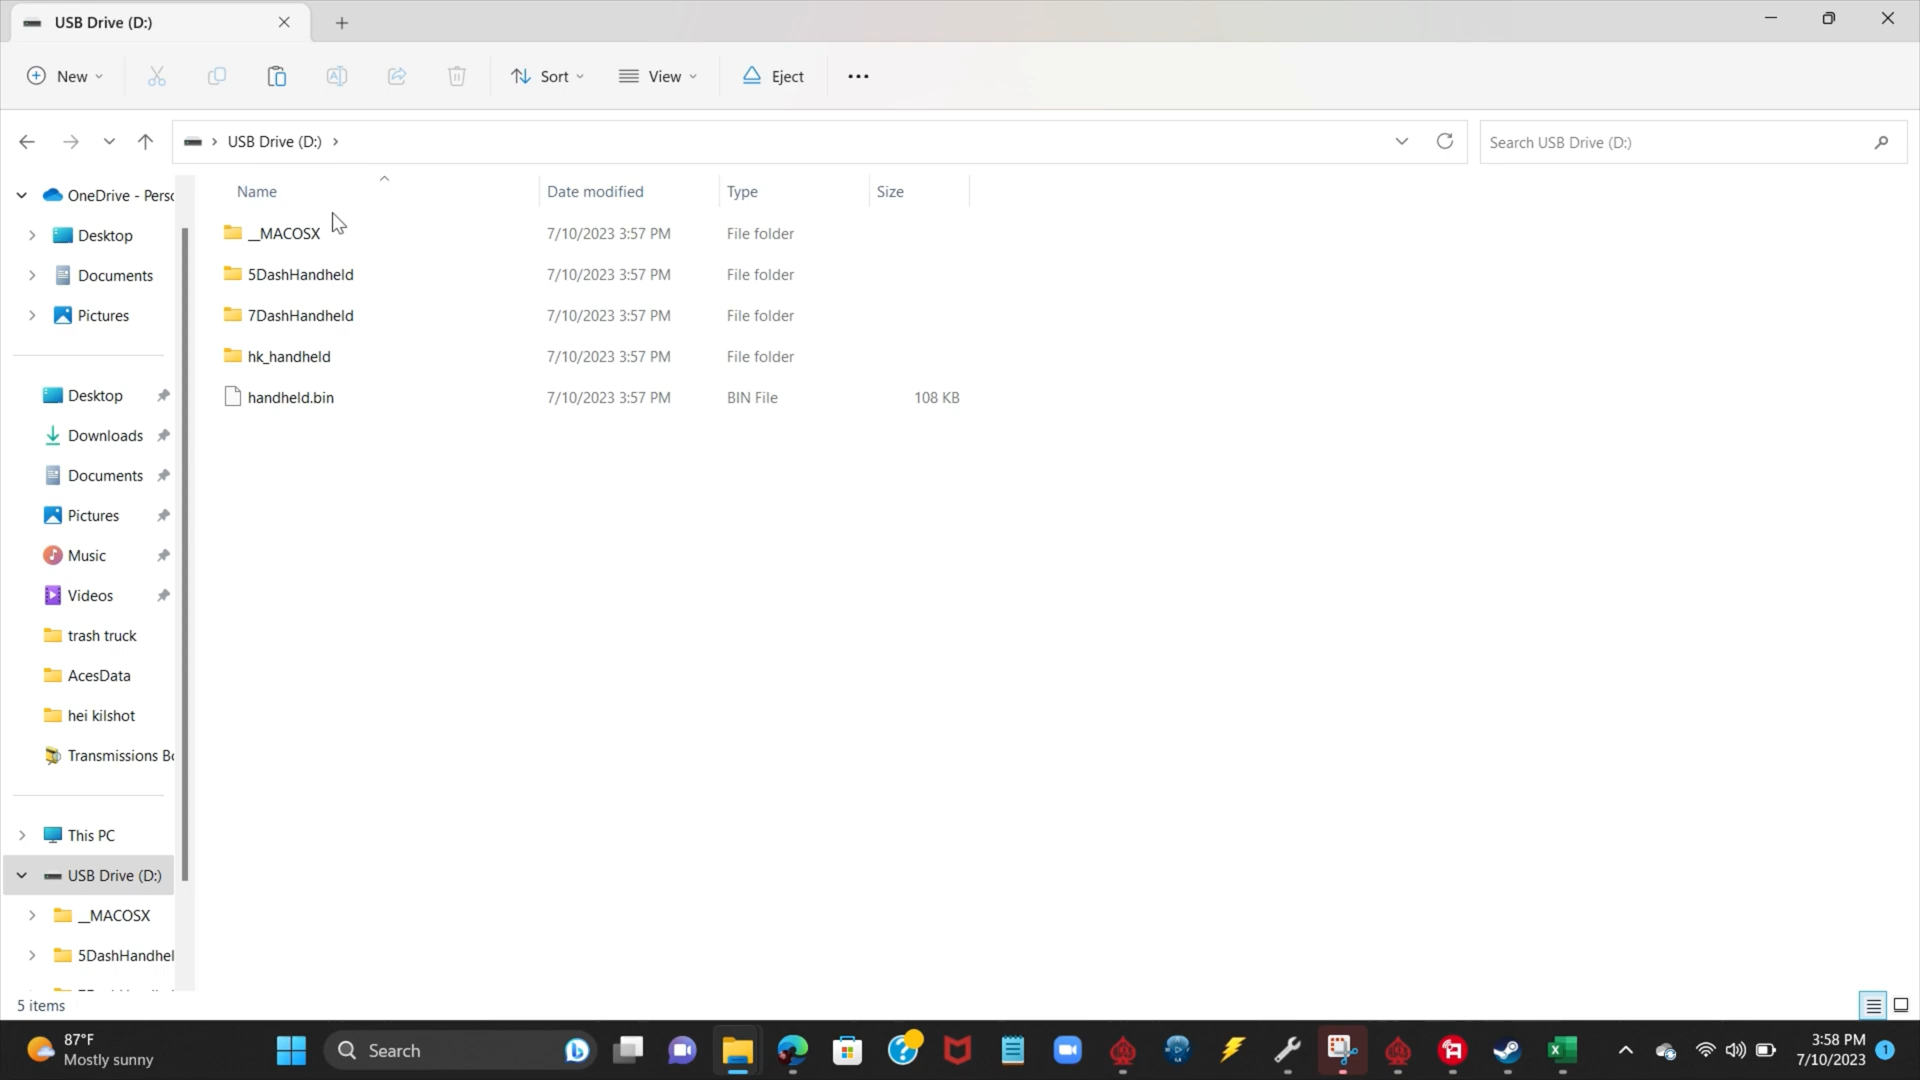 USB Drive (D:)
New
Sort
View
Eject
USB Drive (D:)
Search USB Drive (D:)
Name
Date modified
Type
Size
__MACOSX 7/10/2023 3:57 PM File folder
5DashHandheld 7/10/2023 3:57 PM File folder
7DashHandheld 7/10/2023 3:57 PM File folder
hk_handheld 7/10/2023 3:57 PM File folder
handheld.bin 7/10/2023 3:57 PM BIN File 108 KB
OneDrive - Perso
Desktop
Documents
Pictures
Desktop
Downloads
Documents
Pictures
Music
Videos
trash truck
AcesData
hei kilshot
Transmissions Bo
This PC
USB Drive (D:)
__MACOSX
5DashHandhel
5 items
87°F
Mostly sunny
Search
3:58 PM
7/10/2023
1